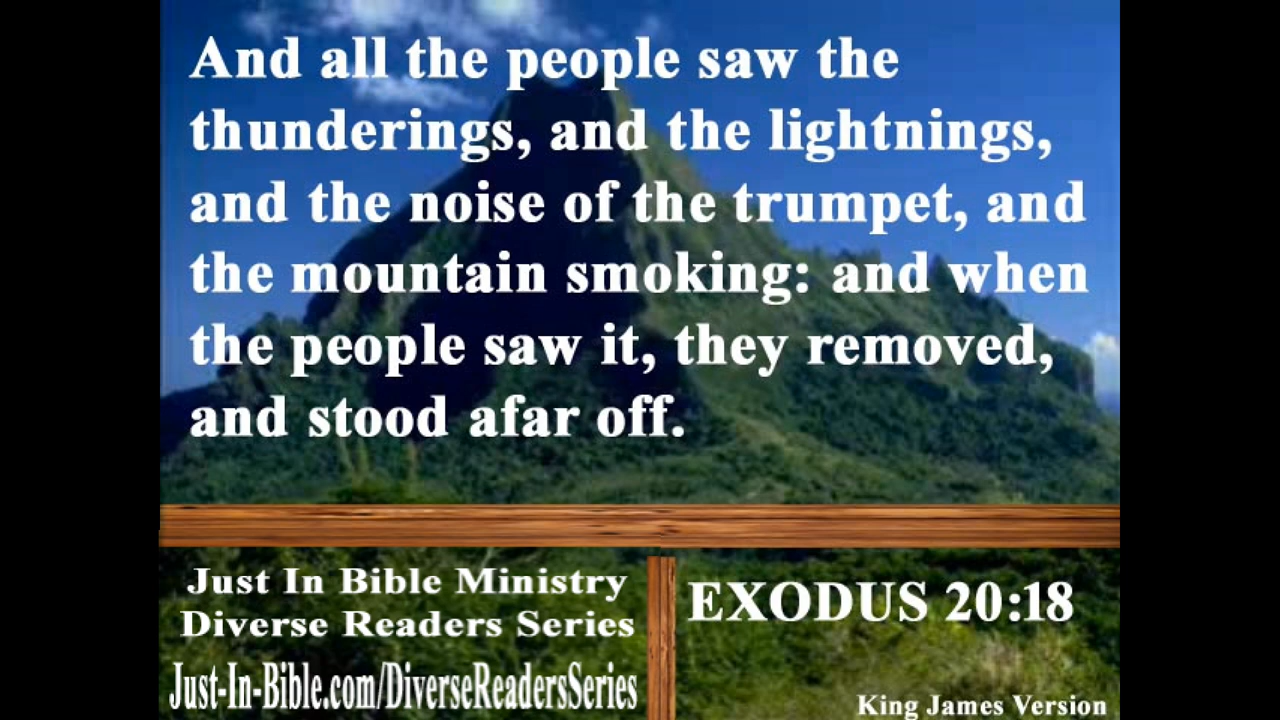 And all the people saw the
thunderings, and the lightnings,
and the noise of the trumpet, and
the mountain smoking: and when
the people saw it, they removed,
and stood afar off.
Just In Bible Ministry
Diverse Readers Series
Just-In-Bible.com/DiverseReadersSeries
EXODUS 20:18
King James Version